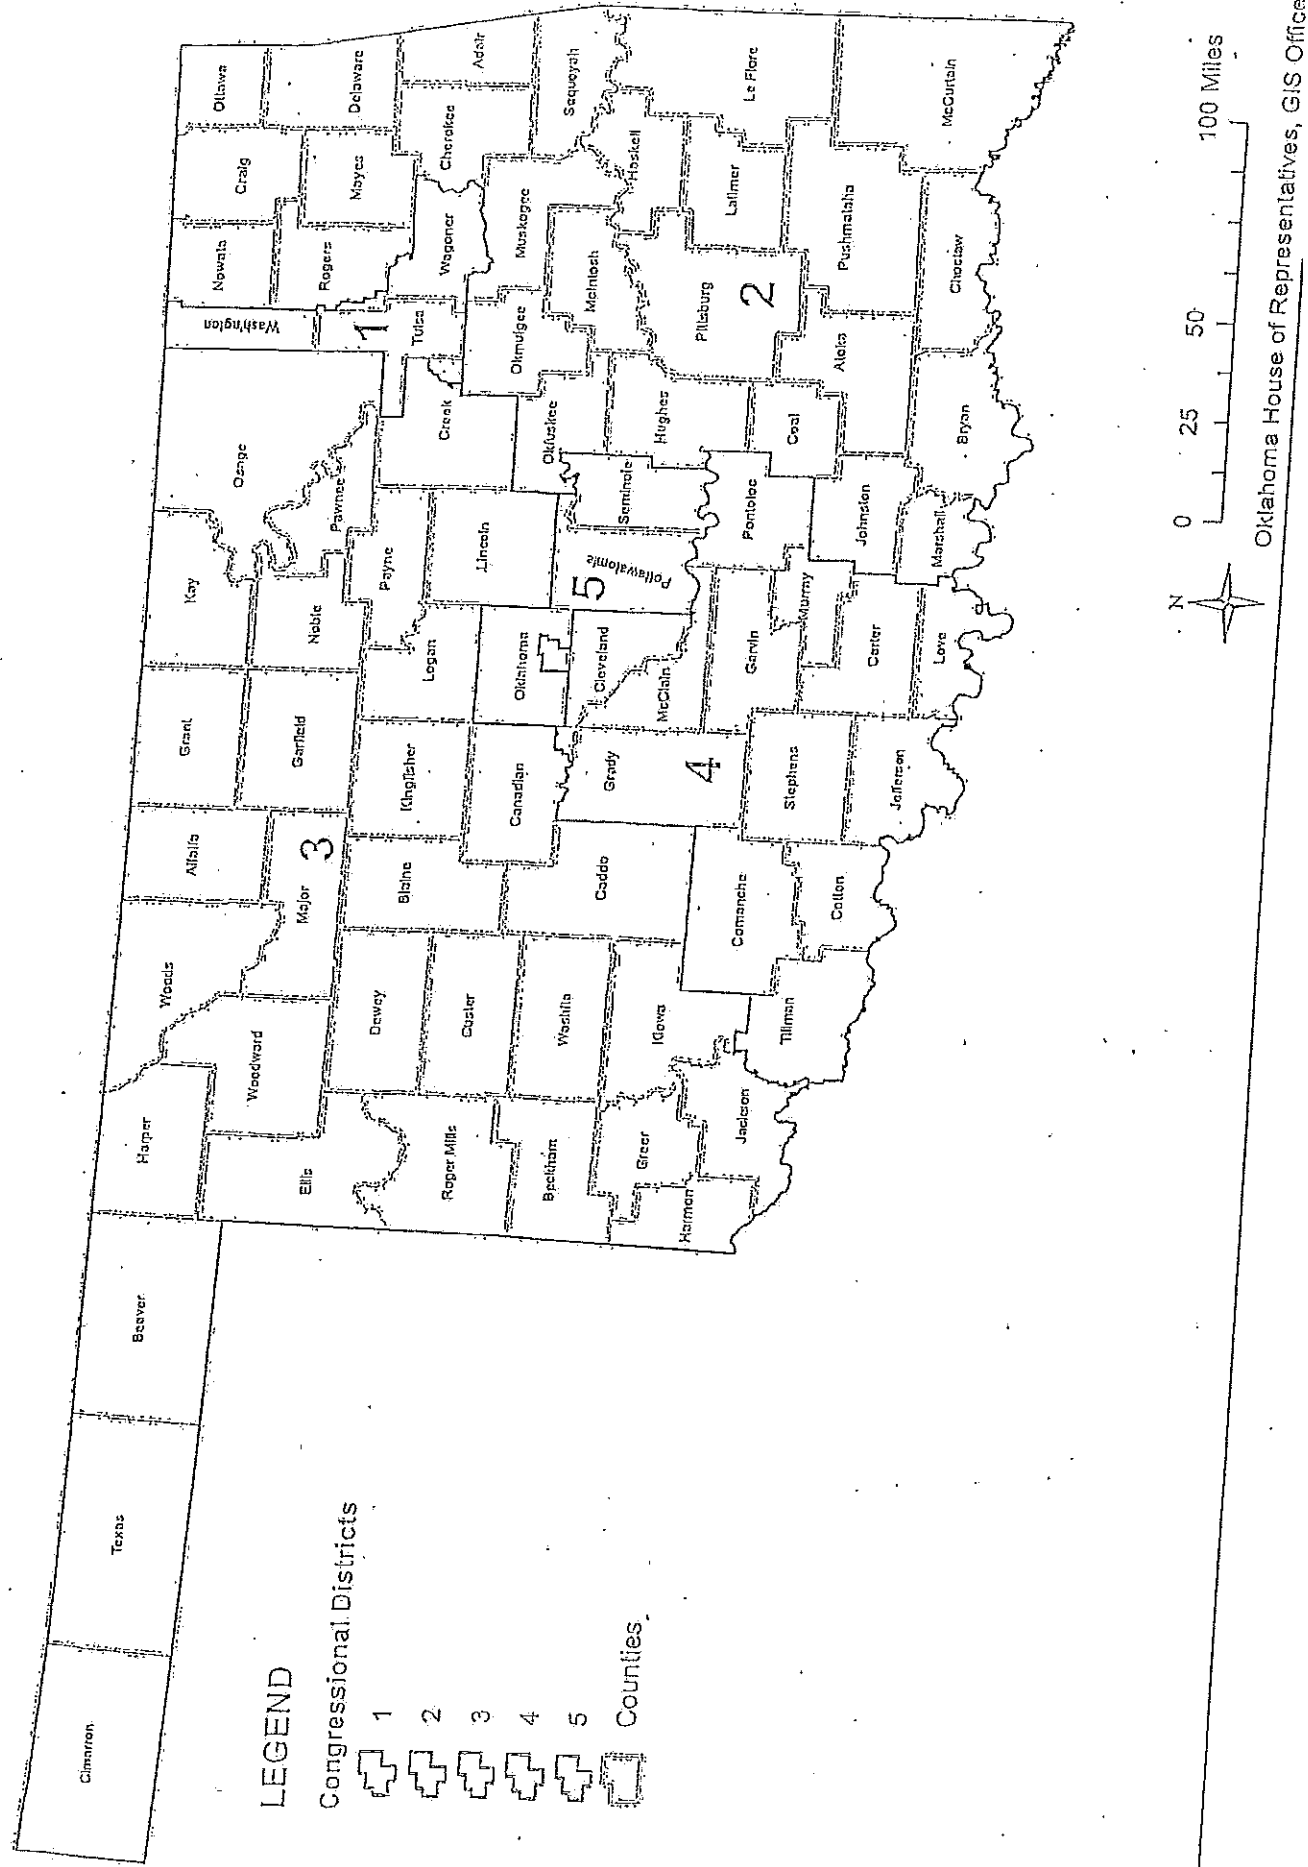 Cimarron
Texas
Beaver
Harper
Woods
Alfalfa
Grant
Kay
Osage
Washington
Nowata
Craig
Ottawa
Ellis
Woodward
Major
3
Garfield
Noble
Pawnee
1
Tulsa
Rogers
Mayes
Delaware
Roger Mills
Dewey
Blaine
Kingfisher
Logan
Payne
Creek
Wagoner
Cherokee
Adair
Custer
Canadian
Oklahoma
Lincoln
Okfuskee
Okmulgee
Muskogee
Sequoyah
Beckham
Washita
Caddo
Grady
Cleveland
5
Pottawatomie
Seminole
Hughes
McIntosh
Haskell
Greer
Kiowa
McClain
Pittsburg
2
Latimer
Le Flore
Harmon
Jackson
Tillman
Comanche
4
Stephens
Garvin
Murray
Pontotoc
Coal
Atoka
Pushmataha
McCurtain
Cotton
Jefferson
Carter
Johnston
Love
Marshall
Bryan
Choctaw
LEGEND
Congressional Districts
1
2
3
4
5
Counties
N
0 25 50 100 Miles
Oklahoma House of Representatives, GIS Office